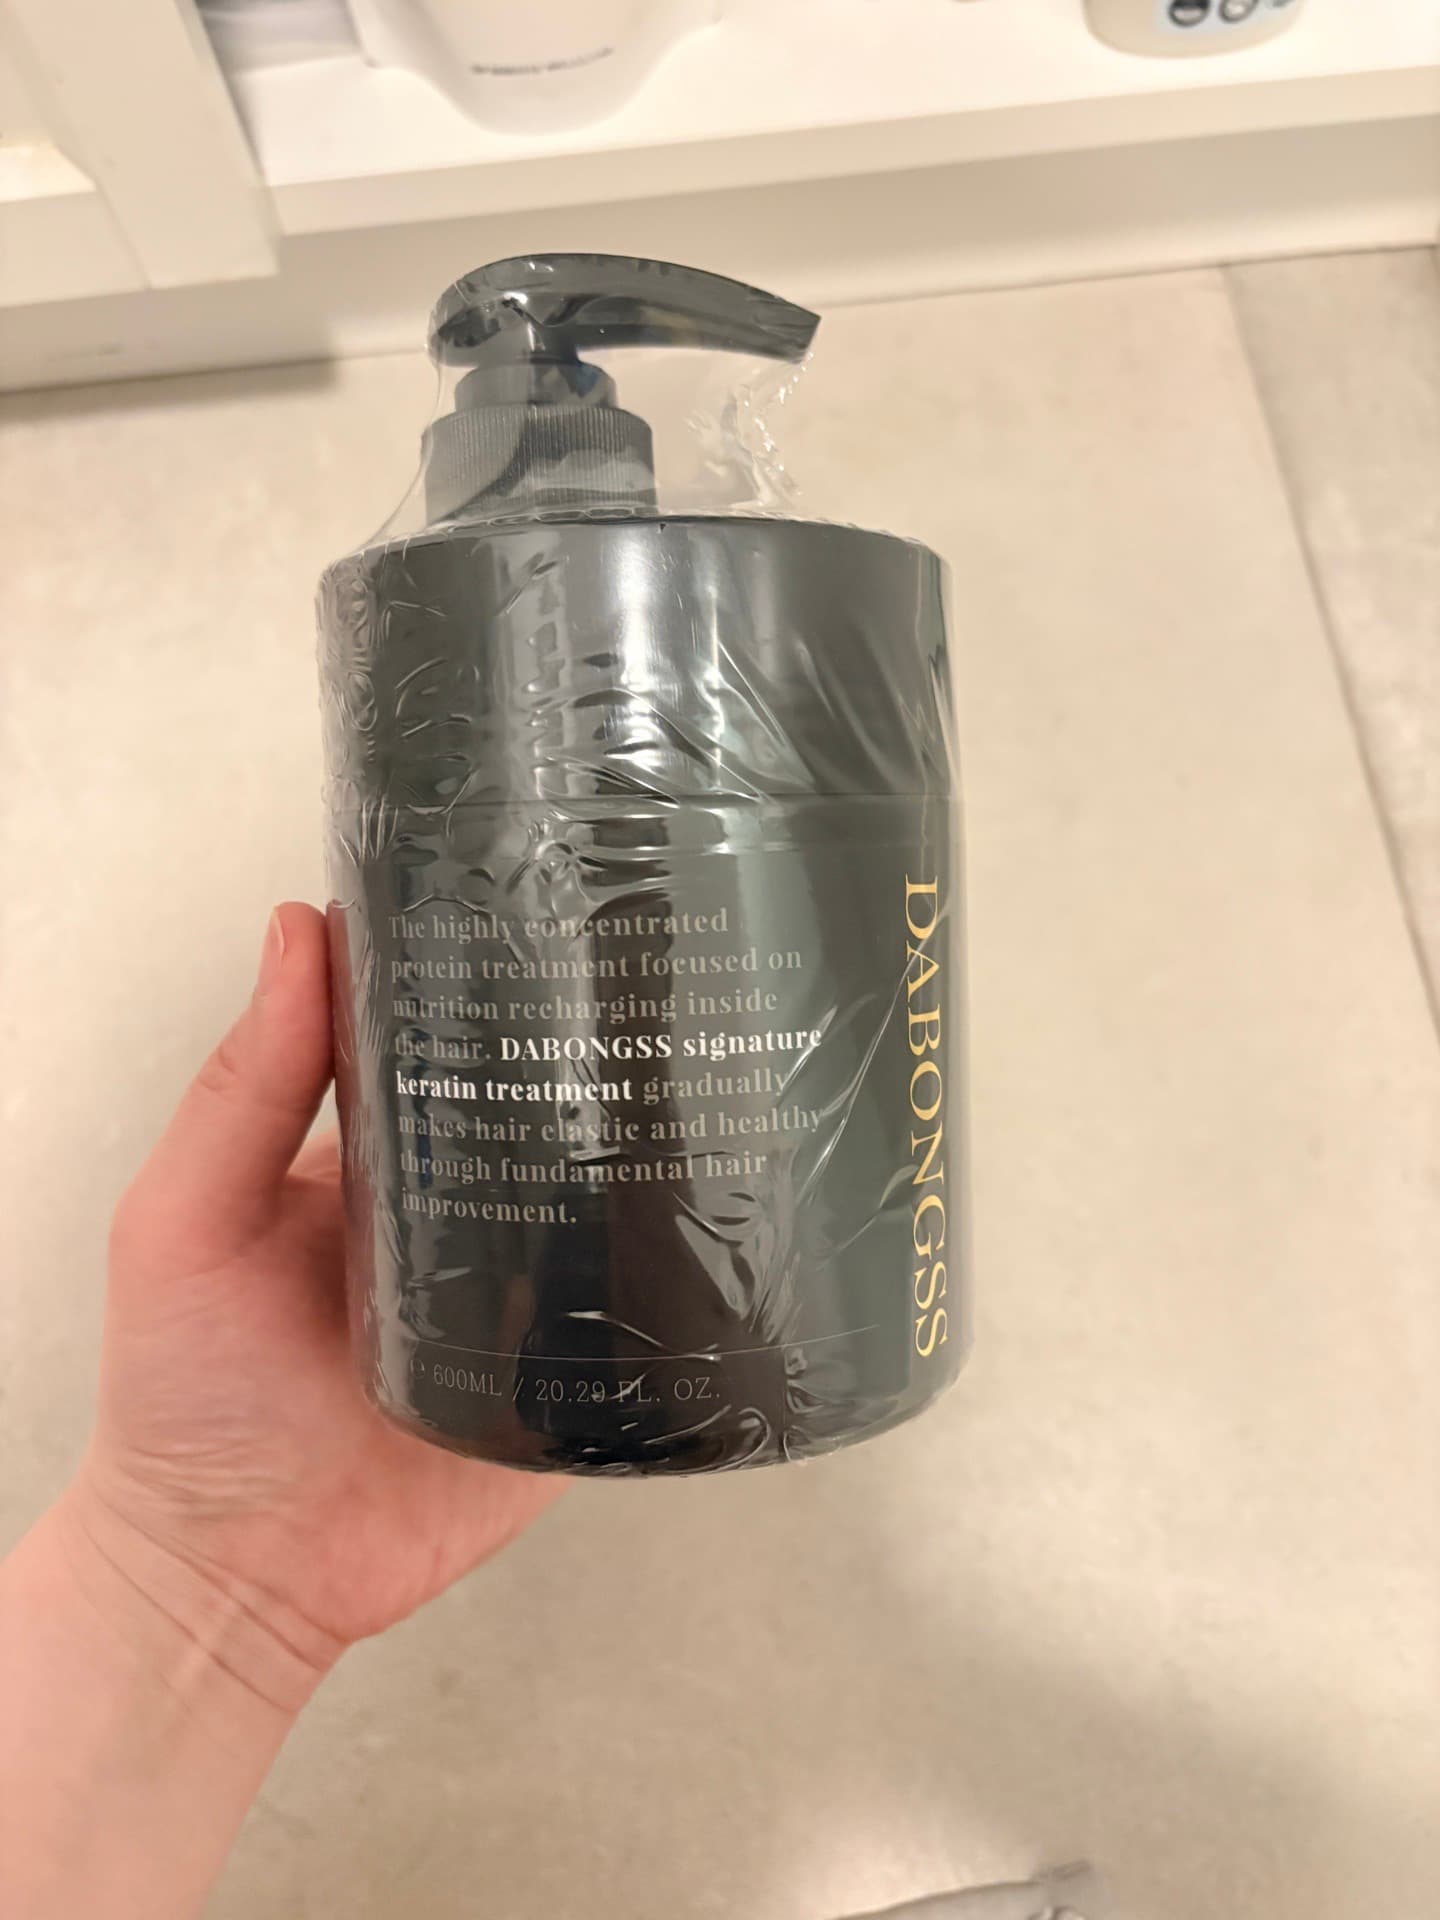 The highly concentrated
protein treatment focused on
nutrition recharging inside
the hair. DABONGSS signature
keratin treatment gradually
makes hair elastic and healthy
through fundamental hair
improvement.
℮ 600ML / 20.29 FL. OZ.
DABONGSS